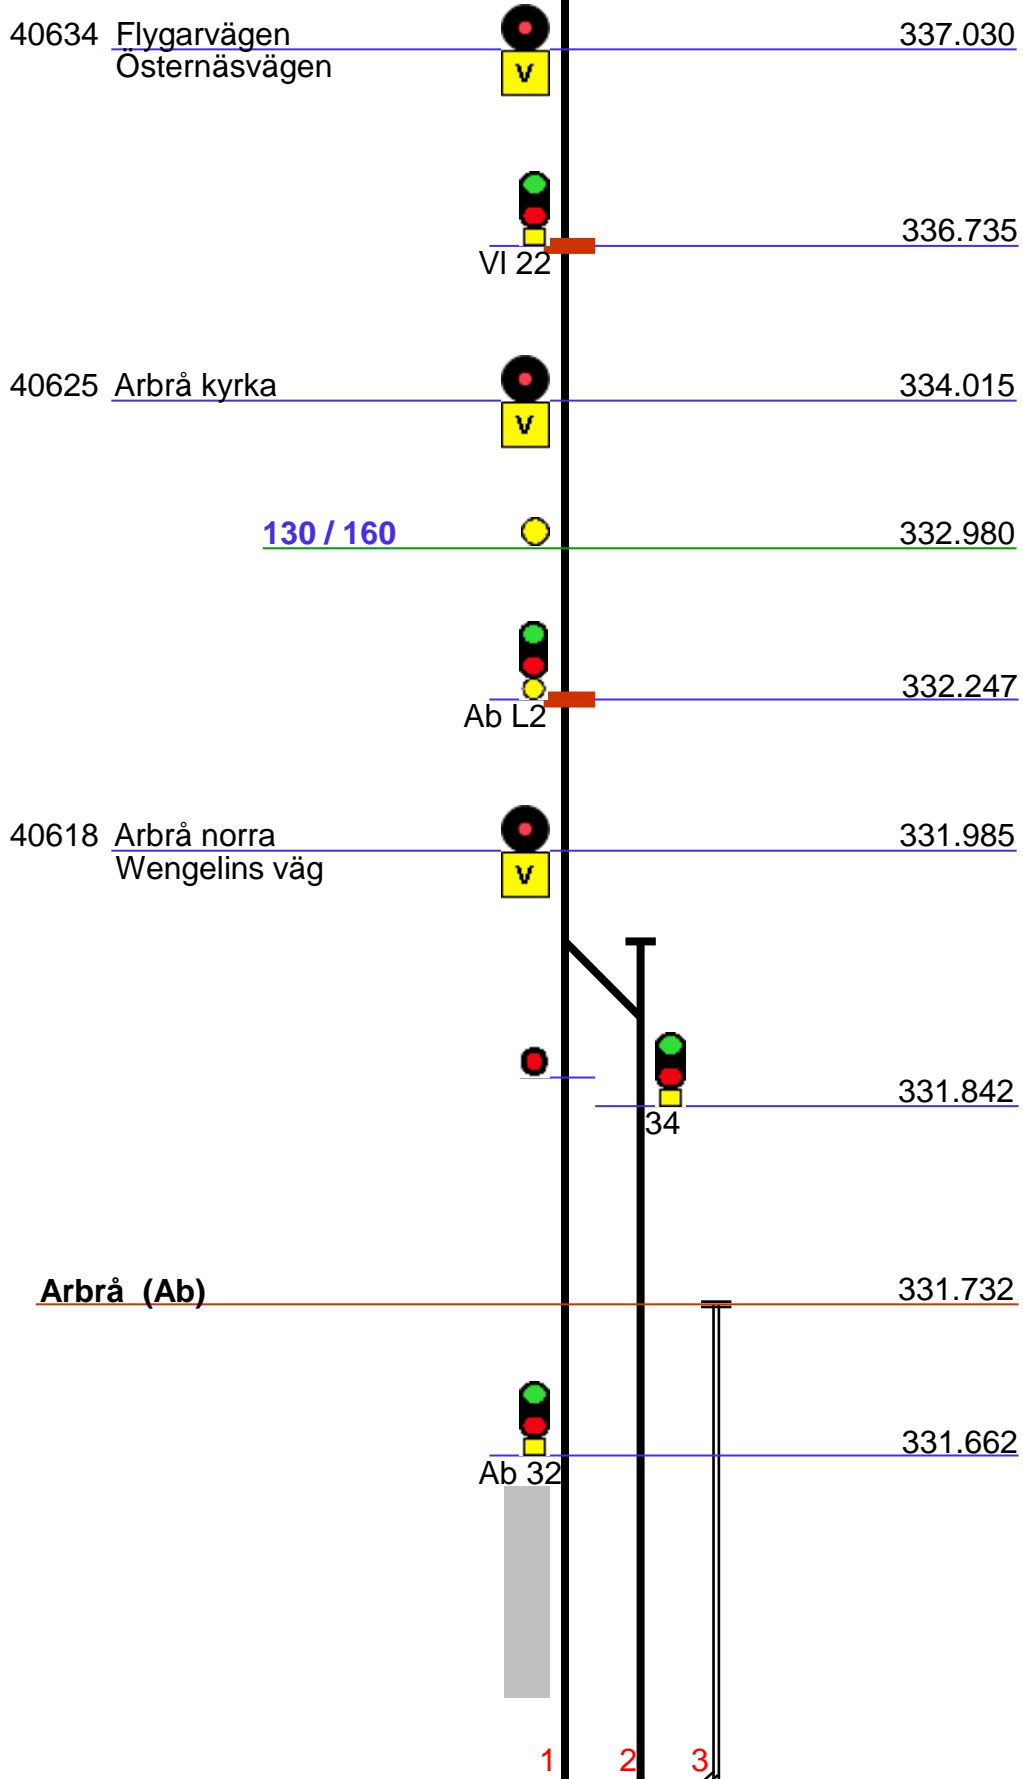 40634 Flygarvägen 337.030
Östernäsvägen
V
336.735
Vl 22
40625 Arbrå kyrka 334.015
V
130 / 160 332.980
332.247
Ab L2
40618 Arbrå norra 331.985
Wengelins väg
V
331.842
34
Arbrå (Ab) 331.732
331.662
Ab 32
1 2 3